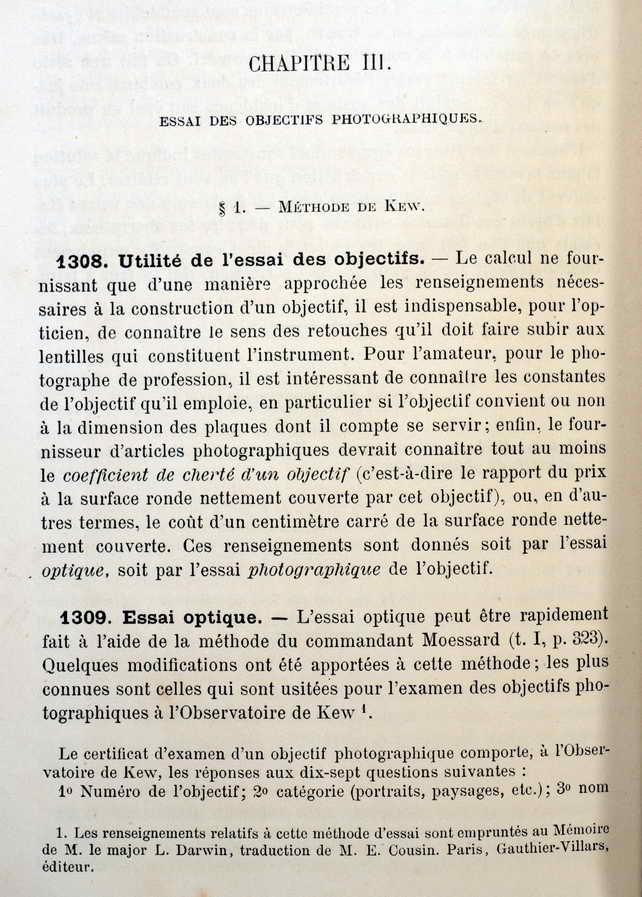 CHAPITRE III.
ESSAI DES OBJECTIFS PHOTOGRAPHIQUES.
§ 1. — MÉTHODE DE KEW.
1308. Utilité de l'essai des objectifs. — Le calcul ne four-
nissant que d'une manière approchée les renseignements néces-
saires à la construction d'un objectif, il est indispensable, pour l'op-
ticien, de connaître le sens des retouches qu'il doit faire subir aux
lentilles qui constituent l'instrument. Pour l'amateur, pour le pho-
tographe de profession, il est intéressant de connaître les constantes
de l'objectif qu'il emploie, en particulier si l'objectif convient ou non
à la dimension des plaques dont il compte se servir; enfin, le four-
nisseur d'articles photographiques devrait connaître tout au moins
le coefficient de cherté d'un objectif (c'est-à-dire le rapport du prix
à la surface ronde nettement couverte par cet objectif), ou, en d'au-
tres termes, le coût d'un centimètre carré de la surface ronde nette-
ment couverte. Ces renseignements sont donnés soit par l'essai
optique, soit par l'essai photographique de l'objectif.
1309. Essai optique. — L'essai optique peut être rapidement
fait à l'aide de la méthode du commandant Moessard (t. I, p. 323).
Quelques modifications ont été apportées à cette méthode; les plus
connues sont celles qui sont usitées pour l'examen des objectifs pho-
tographiques à l'Observatoire de Kew 1.
Le certificat d'examen d'un objectif photographique comporte, à l'Obser-
vatoire de Kew, les réponses aux dix-sept questions suivantes :
1o Numéro de l'objectif; 2o catégorie (portraits, paysages, etc.); 3o nom
1. Les renseignements relatifs à cette méthode d'essai sont empruntés au Mémoire
de M. le major L. Darwin, traduction de M. E. Cousin. Paris, Gauthier-Villars,
éditeur.